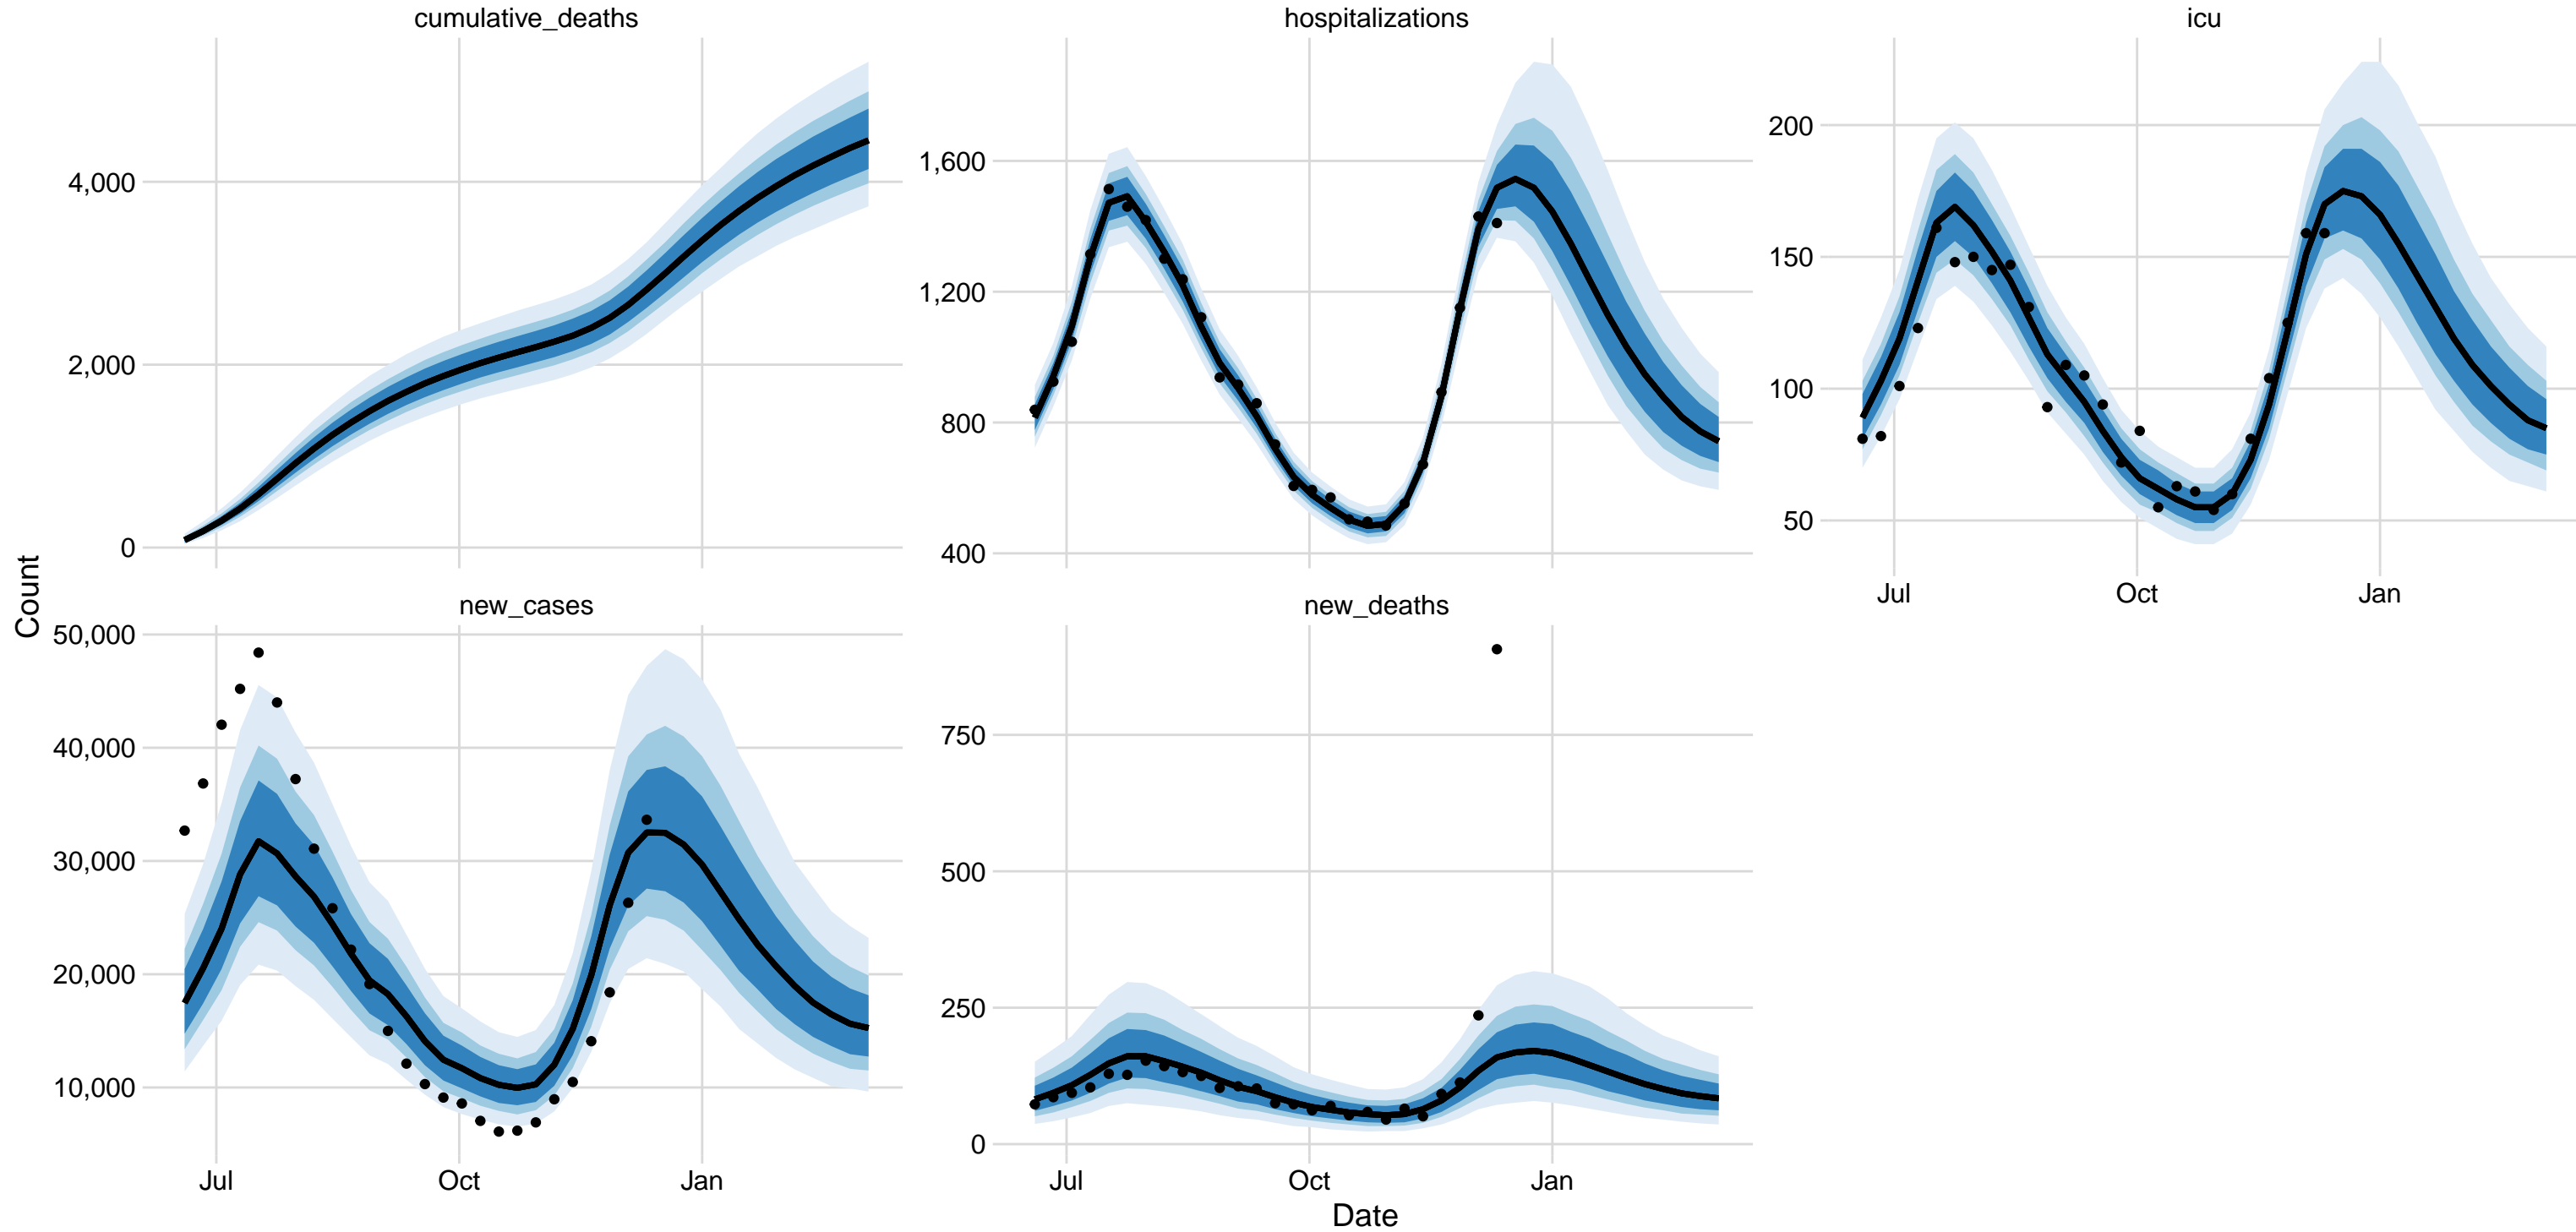 cumulative_deaths
hospitalizations
icu
4,000
2,000
0
1,600
1,200
800
400
200
150
100
50
Jul
Oct
Jan
Count
new_cases
new_deaths
50,000
40,000
30,000
20,000
10,000
750
500
250
0
Jul
Oct
Jan
Jul
Oct
Jan
Date